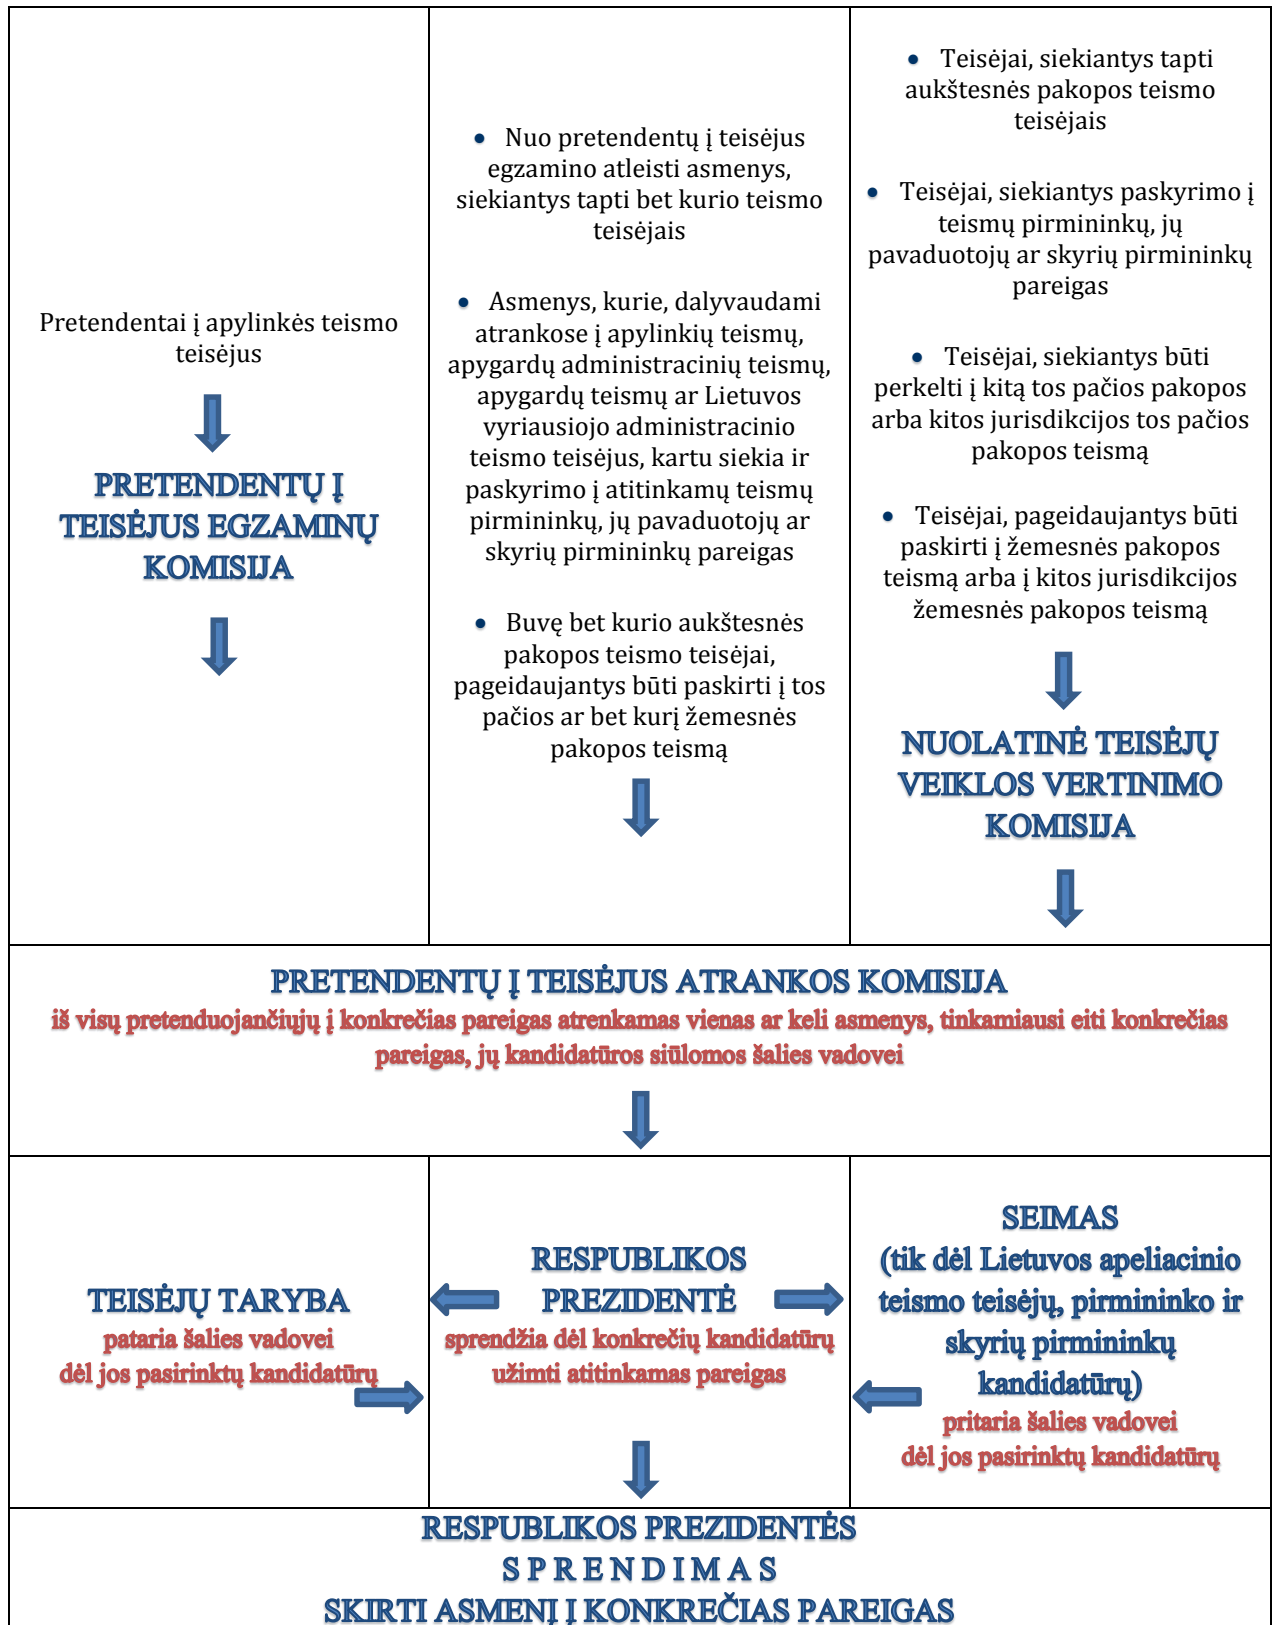 Pretendentai į apylinkės teismo
teisėjus
PRETENDENTŲ Į
TEISĖJUS EGZAMINŲ
KOMISIJA
• Nuo pretendentų į teisėjus
egzamino atleisti asmenys,
siekiantys tapti bet kurio teismo
teisėjais
• Asmenys, kurie, dalyvaudami
atrankose į apylinkių teismų,
apygardų administracinių teismų,
apygardų teismų ar Lietuvos
vyriausiojo administracinio
teismo teisėjus, kartu siekia ir
paskyrimo į atitinkamų teismų
pirmininkų, jų pavaduotojų ar
skyrių pirmininkų pareigas
• Buvę bet kurio aukštesnės
pakopos teismo teisėjai,
pageidaujantys būti paskirti į tos
pačios ar bet kurį žemesnės
pakopos teismą
• Teisėjai, siekiantys tapti
aukštesnės pakopos teismo
teisėjais
• Teisėjai, siekiantys paskyrimo į
teismų pirmininkų, jų
pavaduotojų ar skyrių pirmininkų
pareigas
• Teisėjai, siekiantys būti
perkelti į kitą tos pačios pakopos
arba kitos jurisdikcijos tos pačios
pakopos teismą
• Teisėjai, pageidaujantys būti
paskirti į žemesnės pakopos
teismą arba į kitos jurisdikcijos
žemesnės pakopos teismą
NUOLATINĖ TEISĖJŲ
VEIKLOS VERTINIMO
KOMISIJA
PRETENDENTŲ Į TEISĖJUS ATRANKOS KOMISIJA
iš visų pretenduojančiųjų į konkrečias pareigas atrenkamas vienas ar keli asmenys, tinkamiausi eiti konkrečias
pareigas, jų kandidatūros siūlomos šalies vadovei
TEISĖJŲ TARYBA
pataria šalies vadovei
dėl jos pasirinktų kandidatūrų
RESPUBLIKOS
PREZIDENTĖ
sprendžia dėl konkrečių kandidatūrų
užimti atitinkamas pareigas
SEIMAS
(tik dėl Lietuvos apeliacinio
teismo teisėjų, pirmininko ir
skyrių pirmininkų
kandidatūrų)
pritaria šalies vadovei
dėl jos pasirinktų kandidatūrų
RESPUBLIKOS PREZIDENTĖS
S P R E N D I M A S
SKIRTI ASMENĮ Į KONKREČIAS PAREIGAS